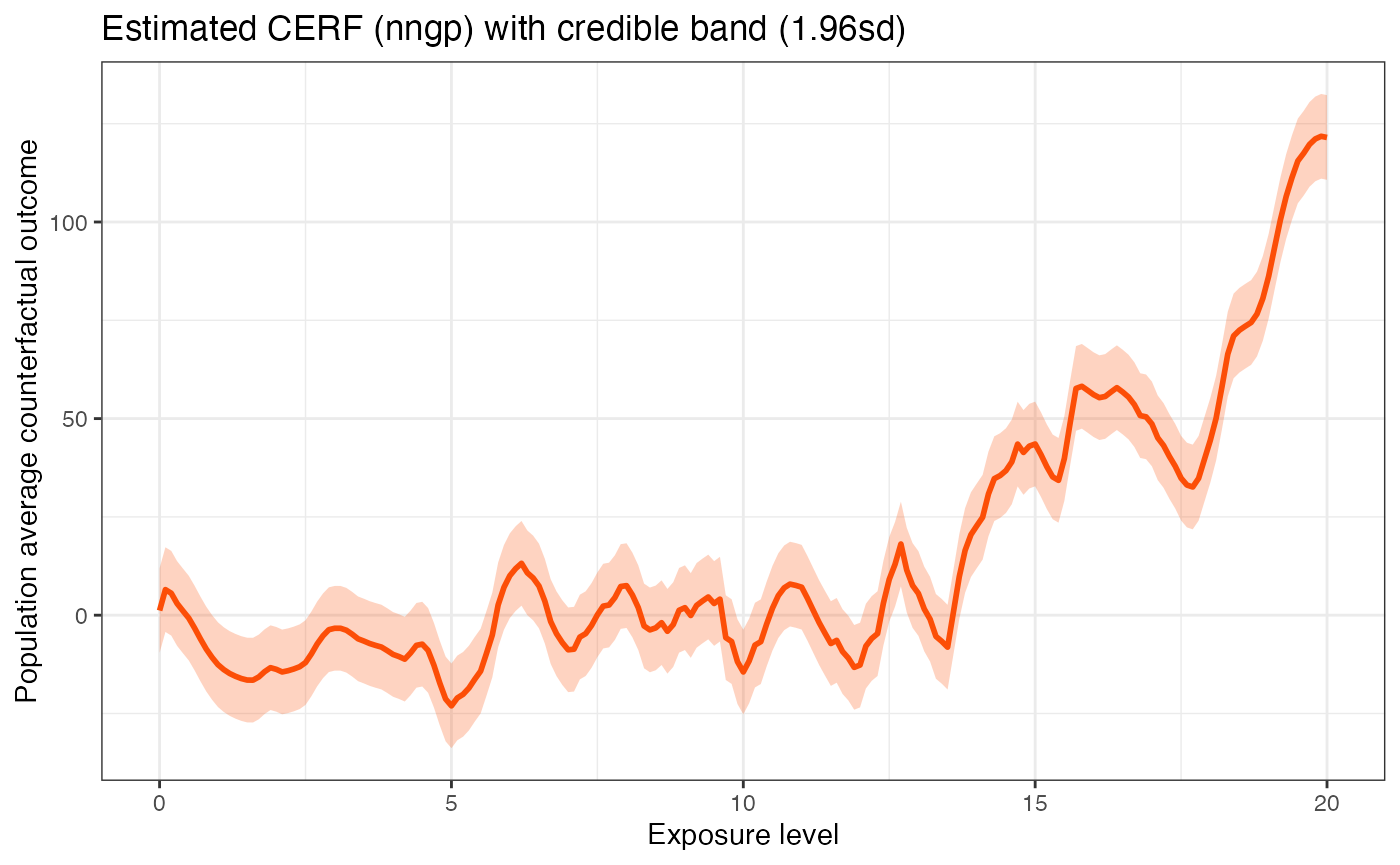 Estimated CERF (nngp) with credible band (1.96sd)
Population average counterfactual outcome
100
50
0
0 5 10 15 20
Exposure level